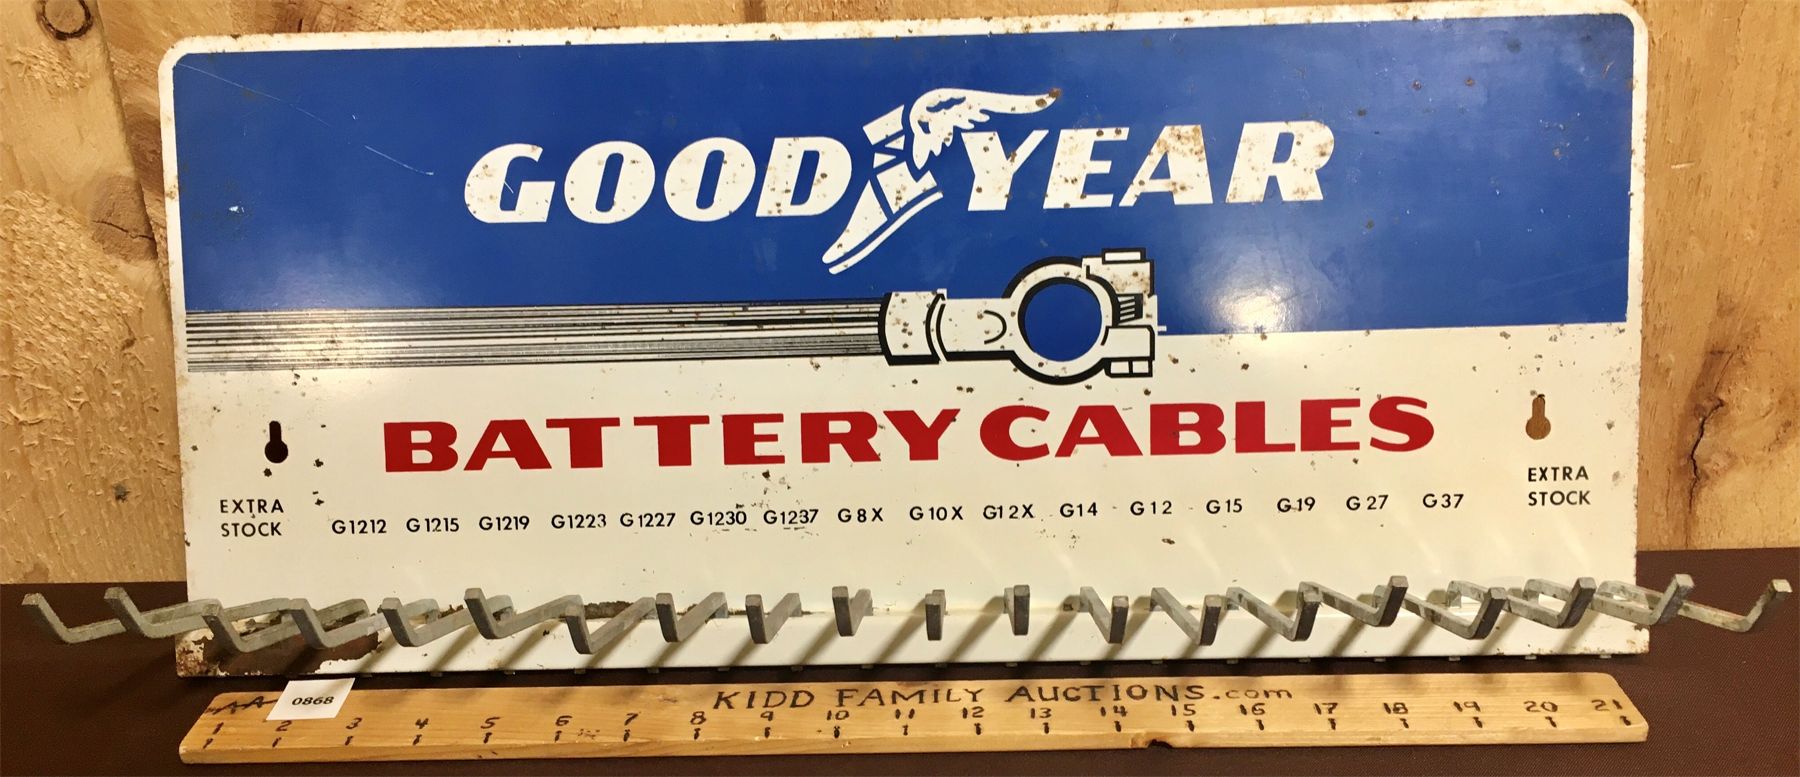 GOODYEAR
BATTERY CABLES
EXTRA
STOCK
G1212 G1215 G1219 G1223 G1227 G1230 G1237 G8X G10X G12X G14 G12 G15 G19 G27 G37
EXTRA
STOCK
0868
KIDD FAMILY AUCTIONS.com
1 2 3 4 5 6 7 8 9 10 11 12 13 14 15 16 17 18 19 20 21